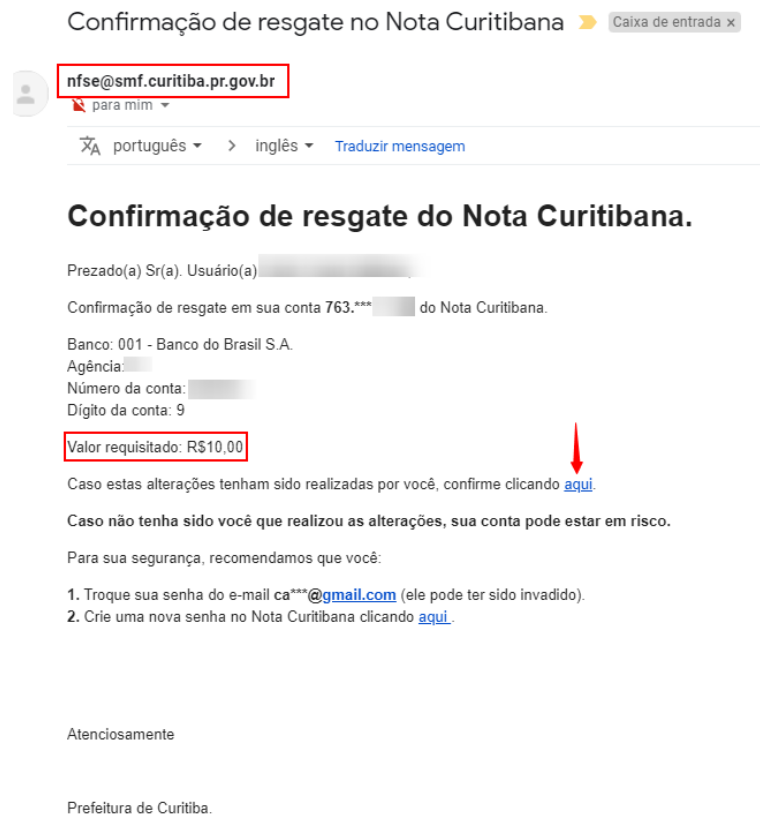 Confirmação de resgate no Nota Curitibana Caixa de entrada x
nfse@smf.curitiba.pr.gov.br
para mim
português > inglês Traduzir mensagem
Confirmação de resgate do Nota Curitibana.
Prezado(a) Sr(a). Usuário(a)
Confirmação de resgate em sua conta 763.*** do Nota Curitibana.
Banco: 001 - Banco do Brasil S.A.
Agência:
Número da conta:
Dígito da conta: 9
Valor requisitado: R$10,00
Caso estas alterações tenham sido realizadas por você, confirme clicando aqui.
Caso não tenha sido você que realizou as alterações, sua conta pode estar em risco.
Para sua segurança, recomendamos que você:
1. Troque sua senha do e-mail ca***@gmail.com (ele pode ter sido invadido).
2. Crie uma nova senha no Nota Curitibana clicando aqui .
Atenciosamente
Prefeitura de Curitiba.